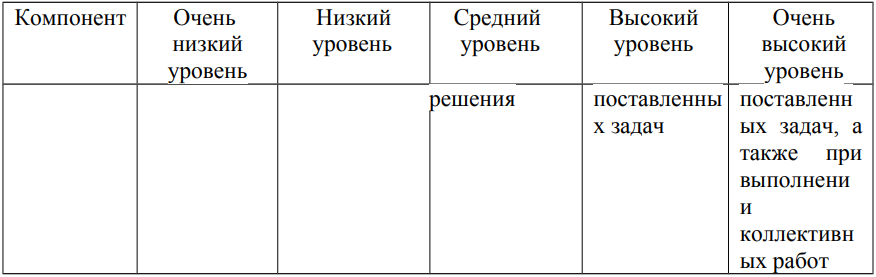 Компонент Очень Низкий Средний Высокий Очень
низкий уровень уровень уровень высокий
уровень уровень
решения поставленны поставленн
х задач ых задач, а
также при
выполнени
и
коллективн
ых работ